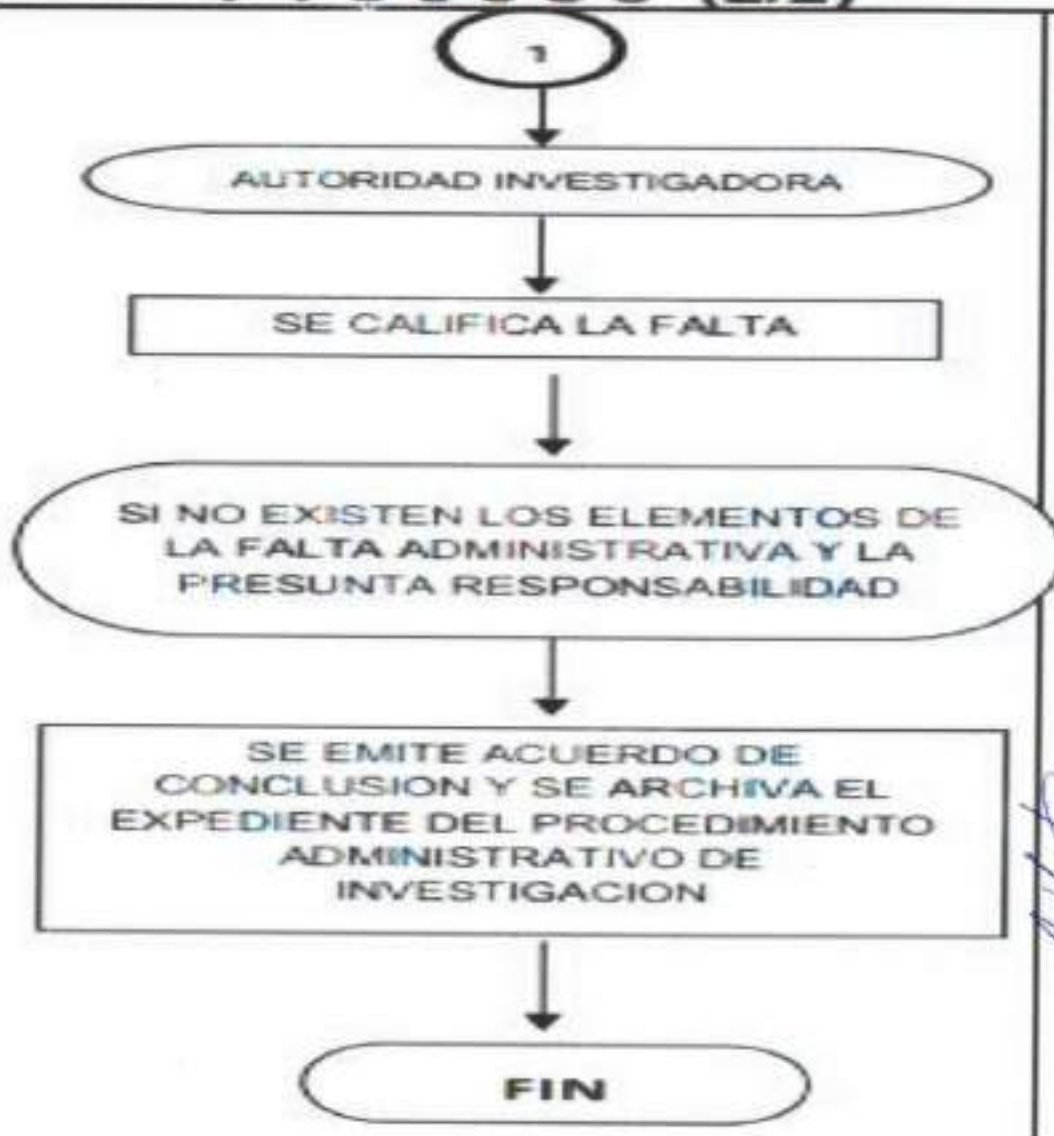 1
AUTORIDAD INVESTIGADORA
SE CALIFICA LA FALTA
SI NO EXISTEN LOS ELEMENTOS DE
LA FALTA ADMINISTRATIVA Y LA
PRESUNTA RESPONSABILIDAD
SE EMITE ACUERDO DE
CONCLUSION Y SE ARCHIVA EL
EXPEDIENTE DEL PROCEDIMIENTO
ADMINISTRATIVO DE
INVESTIGACION
FIN